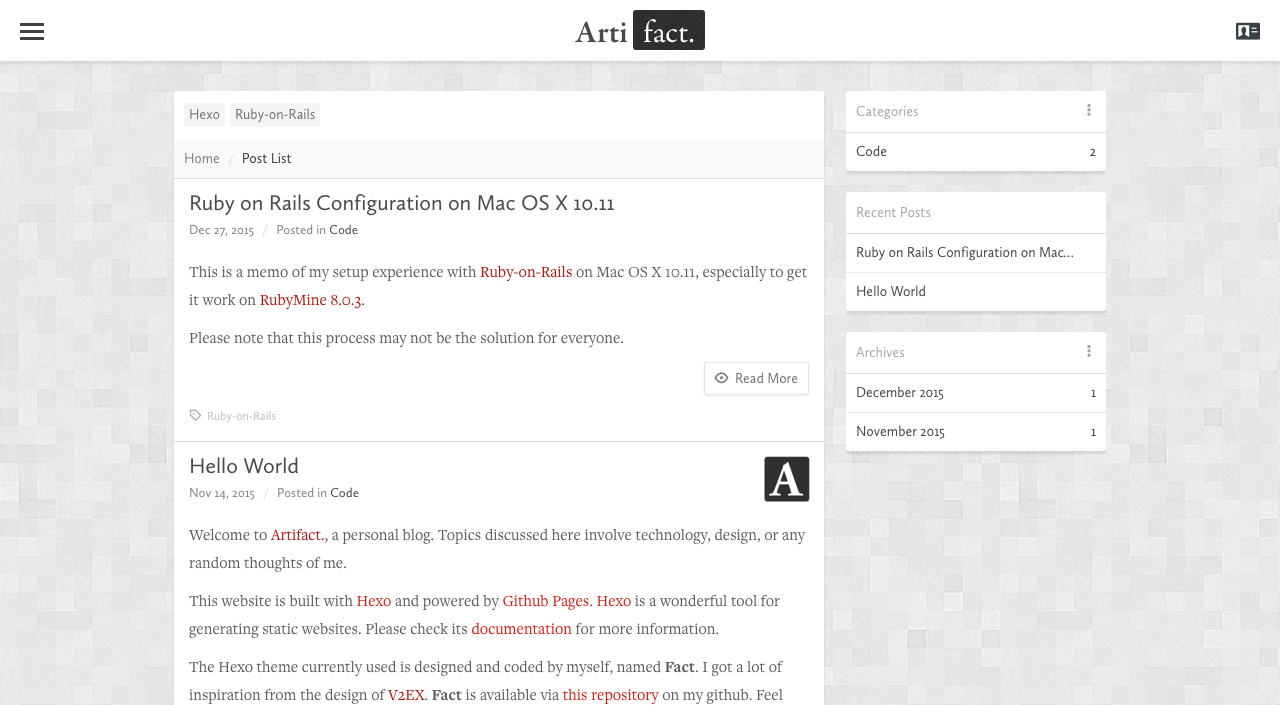 Arti fact.
Hexo Ruby-on-Rails
Home / Post List
Ruby on Rails Configuration on Mac OS X 10.11
Dec 27, 2015 / Posted in Code
This is a memo of my setup experience with Ruby-on-Rails on Mac OS X 10.11, especially to get
it work on RubyMine 8.0.3.
Please note that this process may not be the solution for everyone.
Read More
Ruby-on-Rails
Hello World
A
Nov 14, 2015 / Posted in Code
Welcome to Artifact., a personal blog. Topics discussed here involve technology, design, or any
random thoughts of me.
This website is built with Hexo and powered by Github Pages. Hexo is a wonderful tool for
generating static websites. Please check its documentation for more information.
The Hexo theme currently used is designed and coded by myself, named Fact. I got a lot of
inspiration from the design of V2EX. Fact is available via this repository on my github. Feel
Categories
Code 2
Recent Posts
Ruby on Rails Configuration on Mac...
Hello World
Archives
December 2015 1
November 2015 1